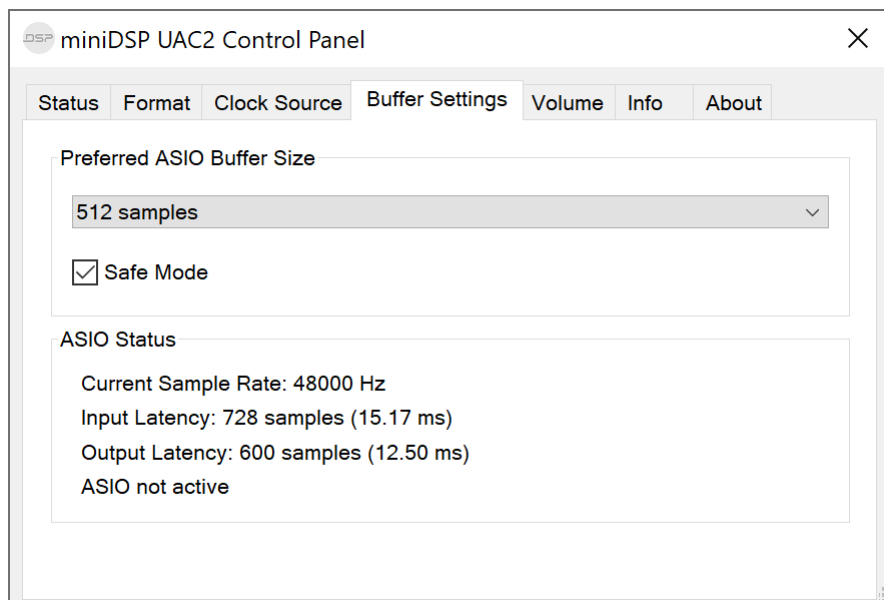 DSP miniDSP UAC2 Control Panel
Status Format Clock Source Buffer Settings Volume Info About
Preferred ASIO Buffer Size
512 samples
Safe Mode
ASIO Status
Current Sample Rate: 48000 Hz
Input Latency: 728 samples (15.17 ms)
Output Latency: 600 samples (12.50 ms)
ASIO not active